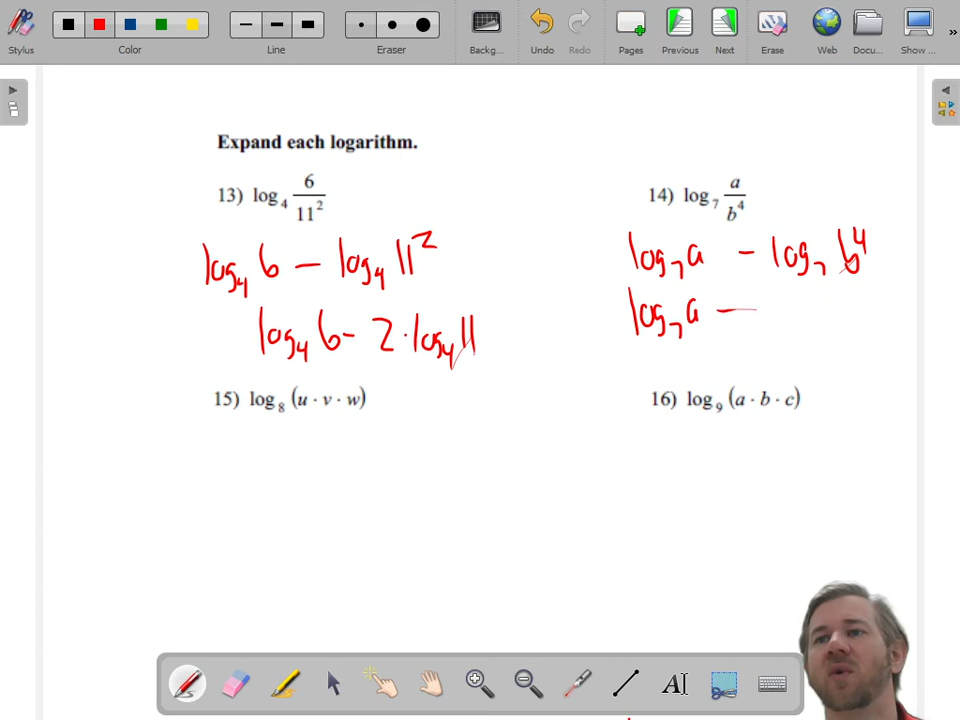 Stylus
Color
Line
Eraser
Backg...
Undo
Redo
Pages
Previous
Next
Erase
Web
Docu...
Show ...
»
Expand each logarithm.
13) log₄ 6/11²
log₄ 6 − log₄ 11²
log₄ 6 − 2·log₄ 11
14) log₇ a/b⁴
log₇ a − log₇ b⁴
log₇ a −
15) log₈ (u · v · w)
16) log₉ (a · b · c)